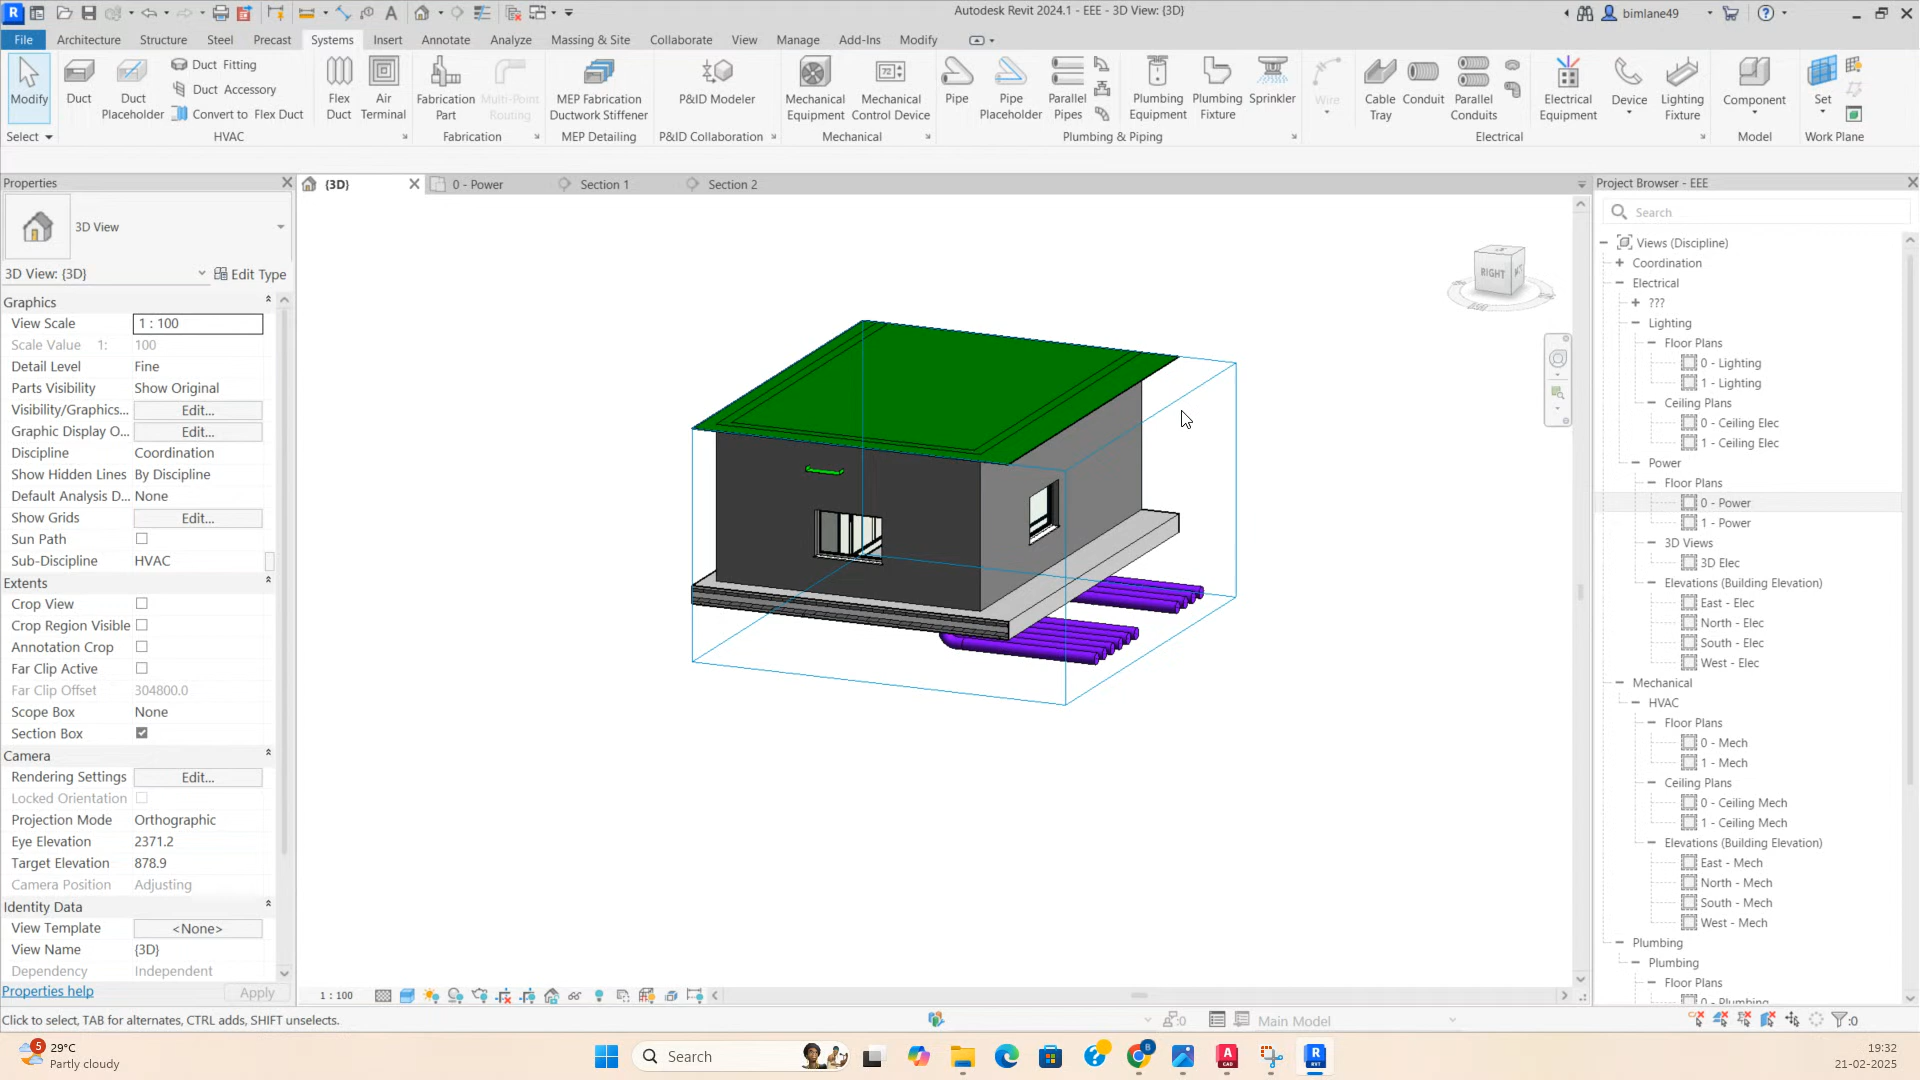 Autodesk Revit 2024.1 - EEE - 3D View: {3D}
bimlane49
File Architecture Structure Steel Precast Systems Insert Annotate Analyze Massing & Site Collaborate View Manage Add-Ins Modify
Modify
Select
Duct
Duct Placeholder
Duct Fitting
Duct Accessory
Convert to Flex Duct
HVAC
Flex Duct
Air Terminal
Fabrication Part
Multi-Point Routing
Fabrication
MEP Fabrication Ductwork Stiffener
MEP Detailing
P&ID Modeler
P&ID Collaboration
Mechanical Equipment
Mechanical Control Device
Mechanical
Pipe
Pipe Placeholder
Parallel Pipes
Plumbing Equipment
Plumbing Fixture
Sprinkler
Plumbing & Piping
Wire
Cable Tray
Conduit
Parallel Conduits
Electrical Equipment
Device
Lighting Fixture
Electrical
Component
Model
Set
Work Plane
Properties
3D View
3D View: {3D}
Edit Type
Graphics
View Scale 1 : 100
Scale Value 1: 100
Detail Level Fine
Parts Visibility Show Original
Visibility/Graphics... Edit...
Graphic Display O... Edit...
Discipline Coordination
Show Hidden Lines By Discipline
Default Analysis D... None
Show Grids Edit...
Sun Path
Sub-Discipline HVAC
Extents
Crop View
Crop Region Visible
Annotation Crop
Far Clip Active
Far Clip Offset 304800.0
Scope Box None
Section Box
Camera
Rendering Settings Edit...
Locked Orientation
Projection Mode Orthographic
Eye Elevation 2371.2
Target Elevation 878.9
Camera Position Adjusting
Identity Data
View Template <None>
View Name {3D}
Dependency Independent
Properties help
Apply
{3D}
0 - Power
Section 1
Section 2
RIGHT
1 : 100
Project Browser - EEE
Search
Views (Discipline)
Coordination
Electrical
???
Lighting
Floor Plans
0 - Lighting
1 - Lighting
Ceiling Plans
0 - Ceiling Elec
1 - Ceiling Elec
Power
Floor Plans
0 - Power
1 - Power
3D Views
3D Elec
Elevations (Building Elevation)
East - Elec
North - Elec
South - Elec
West - Elec
Mechanical
HVAC
Floor Plans
0 - Mech
1 - Mech
Ceiling Plans
0 - Ceiling Mech
1 - Ceiling Mech
Elevations (Building Elevation)
East - Mech
North - Mech
South - Mech
West - Mech
Plumbing
Plumbing
Floor Plans
0 - Plumbing
Click to select, TAB for alternates, CTRL adds, SHIFT unselects.
:0
Main Model
:0
5
29°C
Partly cloudy
Search
19:32
21-02-2025